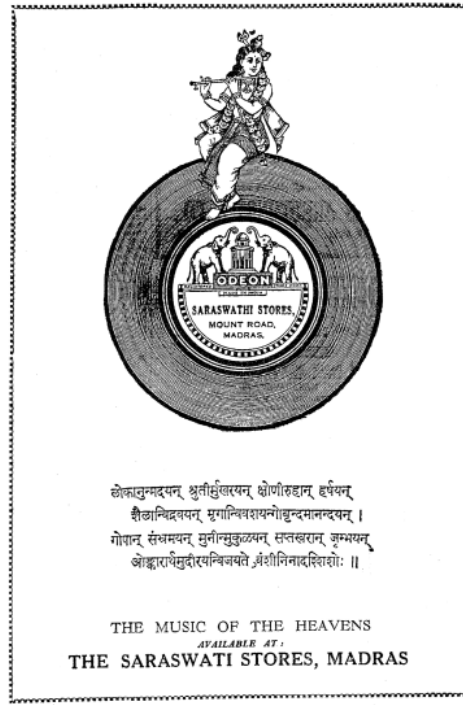 ODEON
SARASWATHI STORES,
MOUNT ROAD,
MADRAS.
लोकानुन्मदयन् श्रुतीर्मुखरयन् क्षोणीरुहान् हर्षयन्
शैलान्विद्रवयन् मृगान्विवशयन्गोबृन्दमानन्दयन् ।
गोपान् संभ्रमयन् मुनीन्मुकुळयन् सप्तस्वरान् जृम्भयन्
ओङ्कारार्थमुदीरयन्विजयते वंशीनिनादश्शिशोः ॥
THE MUSIC OF THE HEAVENS
AVAILABLE AT:
THE SARASWATI STORES, MADRAS